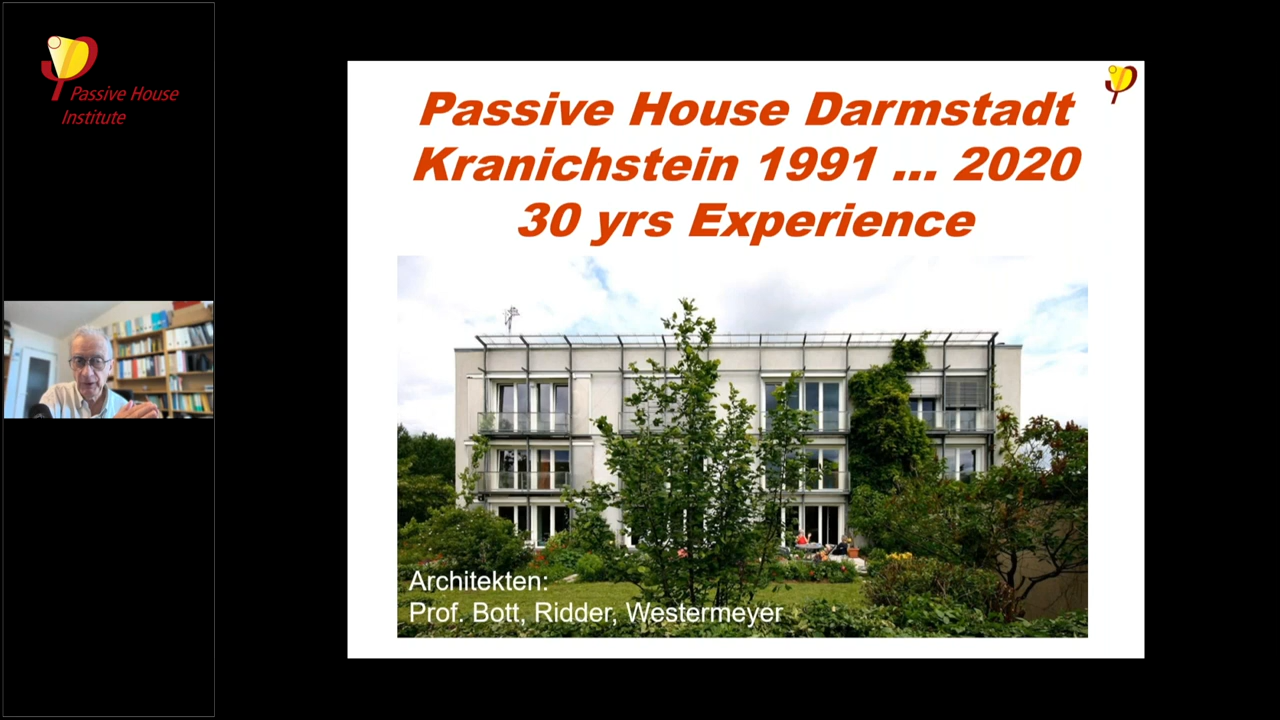 Passive House
Institute
Passive House Darmstadt
Kranichstein 1991 ... 2020
30 yrs Experience
Architekten:
Prof. Bott, Ridder, Westermeyer